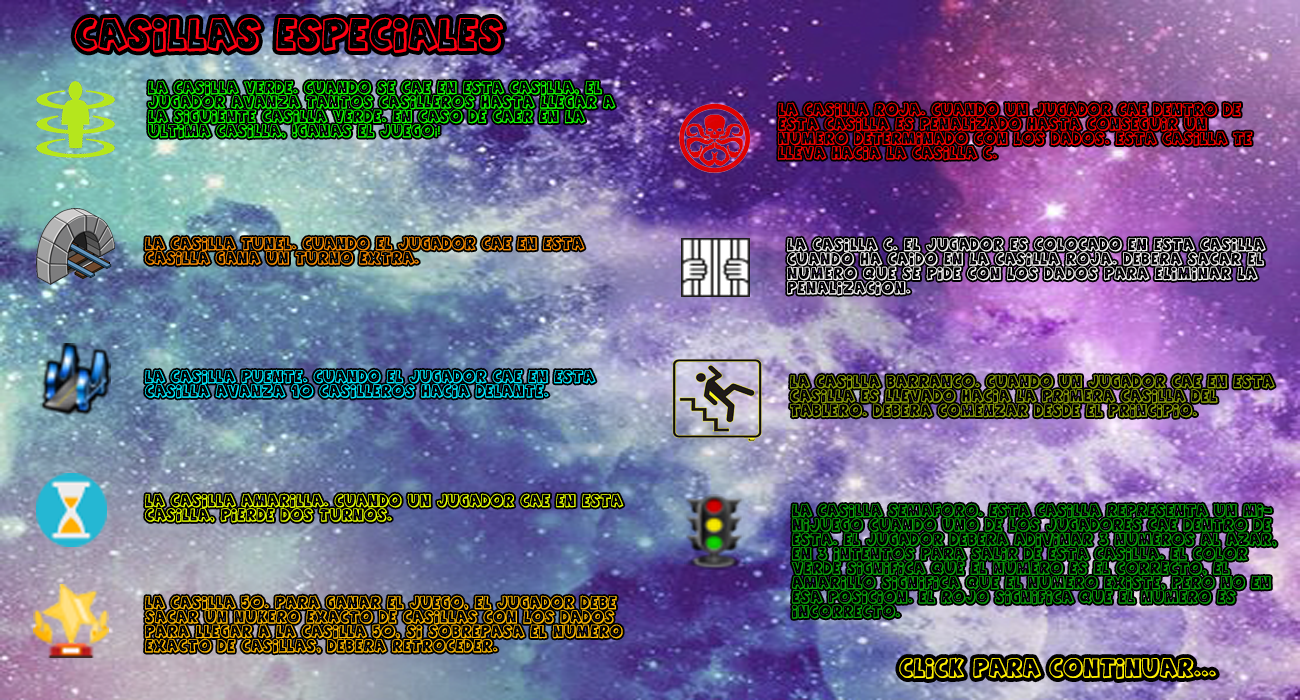 CASILLAS ESPECIALES
LA CASILLA VERDE. CUANDO SE CAE EN ESTA CASILLA, EL
JUGADOR AVANZA TANTOS CASILLEROS HASTA LLEGAR A
LA SIGUIENTE CASILLA VERDE. EN CASO DE CAER EN LA
ULTIMA CASILLA, ¡GANAS EL JUEGO!
LA CASILLA TUNEL. CUANDO EL JUGADOR CAE EN ESTA
CASILLA GANA UN TURNO EXTRA.
LA CASILLA PUENTE. CUANDO EL JUGADOR CAE EN ESTA
CASILLA AVANZA 10 CASILLEROS HACIA DELANTE.
LA CASILLA AMARILLA. CUANDO UN JUGADOR CAE EN ESTA
CASILLA, PIERDE DOS TURNOS.
LA CASILLA 50. PARA GANAR EL JUEGO, EL JUGADOR DEBE
SACAR UN NUKERO EXACTO DE CASILLAS CON LOS DADOS
PARA LLEGAR A LA CASILLA 50. SI SOBREPASA EL NUMERO
EXACTO DE CASILLAS, DEBERA RETROCEDER.
LA CASILLA ROJA. CUANDO UN JUGADOR CAE DENTRO DE
ESTA CASILLA ES PENALIZADO HASTA CONSEGUIR UN
NUMERO DETERMINADO CON LOS DADOS. ESTA CASILLA TE
LLEVA HACIA LA CASILLA C.
LA CASILLA C. EL JUGADOR ES COLOCADO EN ESTA CASILLA
CUANDO HA CAIDO EN LA CASILLA ROJA. DEBERA SACAR EL
NUMERO QUE SE PIDE CON LOS DADOS PARA ELIMINAR LA
PENALIZACION.
LA CASILLA BARRANCO. CUANDO UN JUGADOR CAE EN ESTA
CASILLA ES LLEVADO HACIA LA PRIMERA CASILLA DEL
TABLERO. DEBERA COMENZAR DESDE EL PRINCIPIO.
LA CASILLA SEMAFORO. ESTA CASILLA REPRESENTA UN MI-
NIJUEGO CUANDO UNO DE LOS JUGADORES CAE DENTRO DE
ESTA. EL JUGADOR DEBERA ADIVINAR 3 NUMEROS AL AZAR,
EN 3 INTENTOS PARA SALIR DE ESTA CASILLA. EL COLOR
VERDE SIGNIFICA QUE EL NUMERO ES EL CORRECTO, EL
AMARILLO SIGNIFICA QUE EL NUMERO EXISTE, PERO NO EN
ESA POSICION. EL ROJO SIGNIFICA QUE EL NUMERO ES
INCORRECTO.
CLICK PARA CONTINUAR...